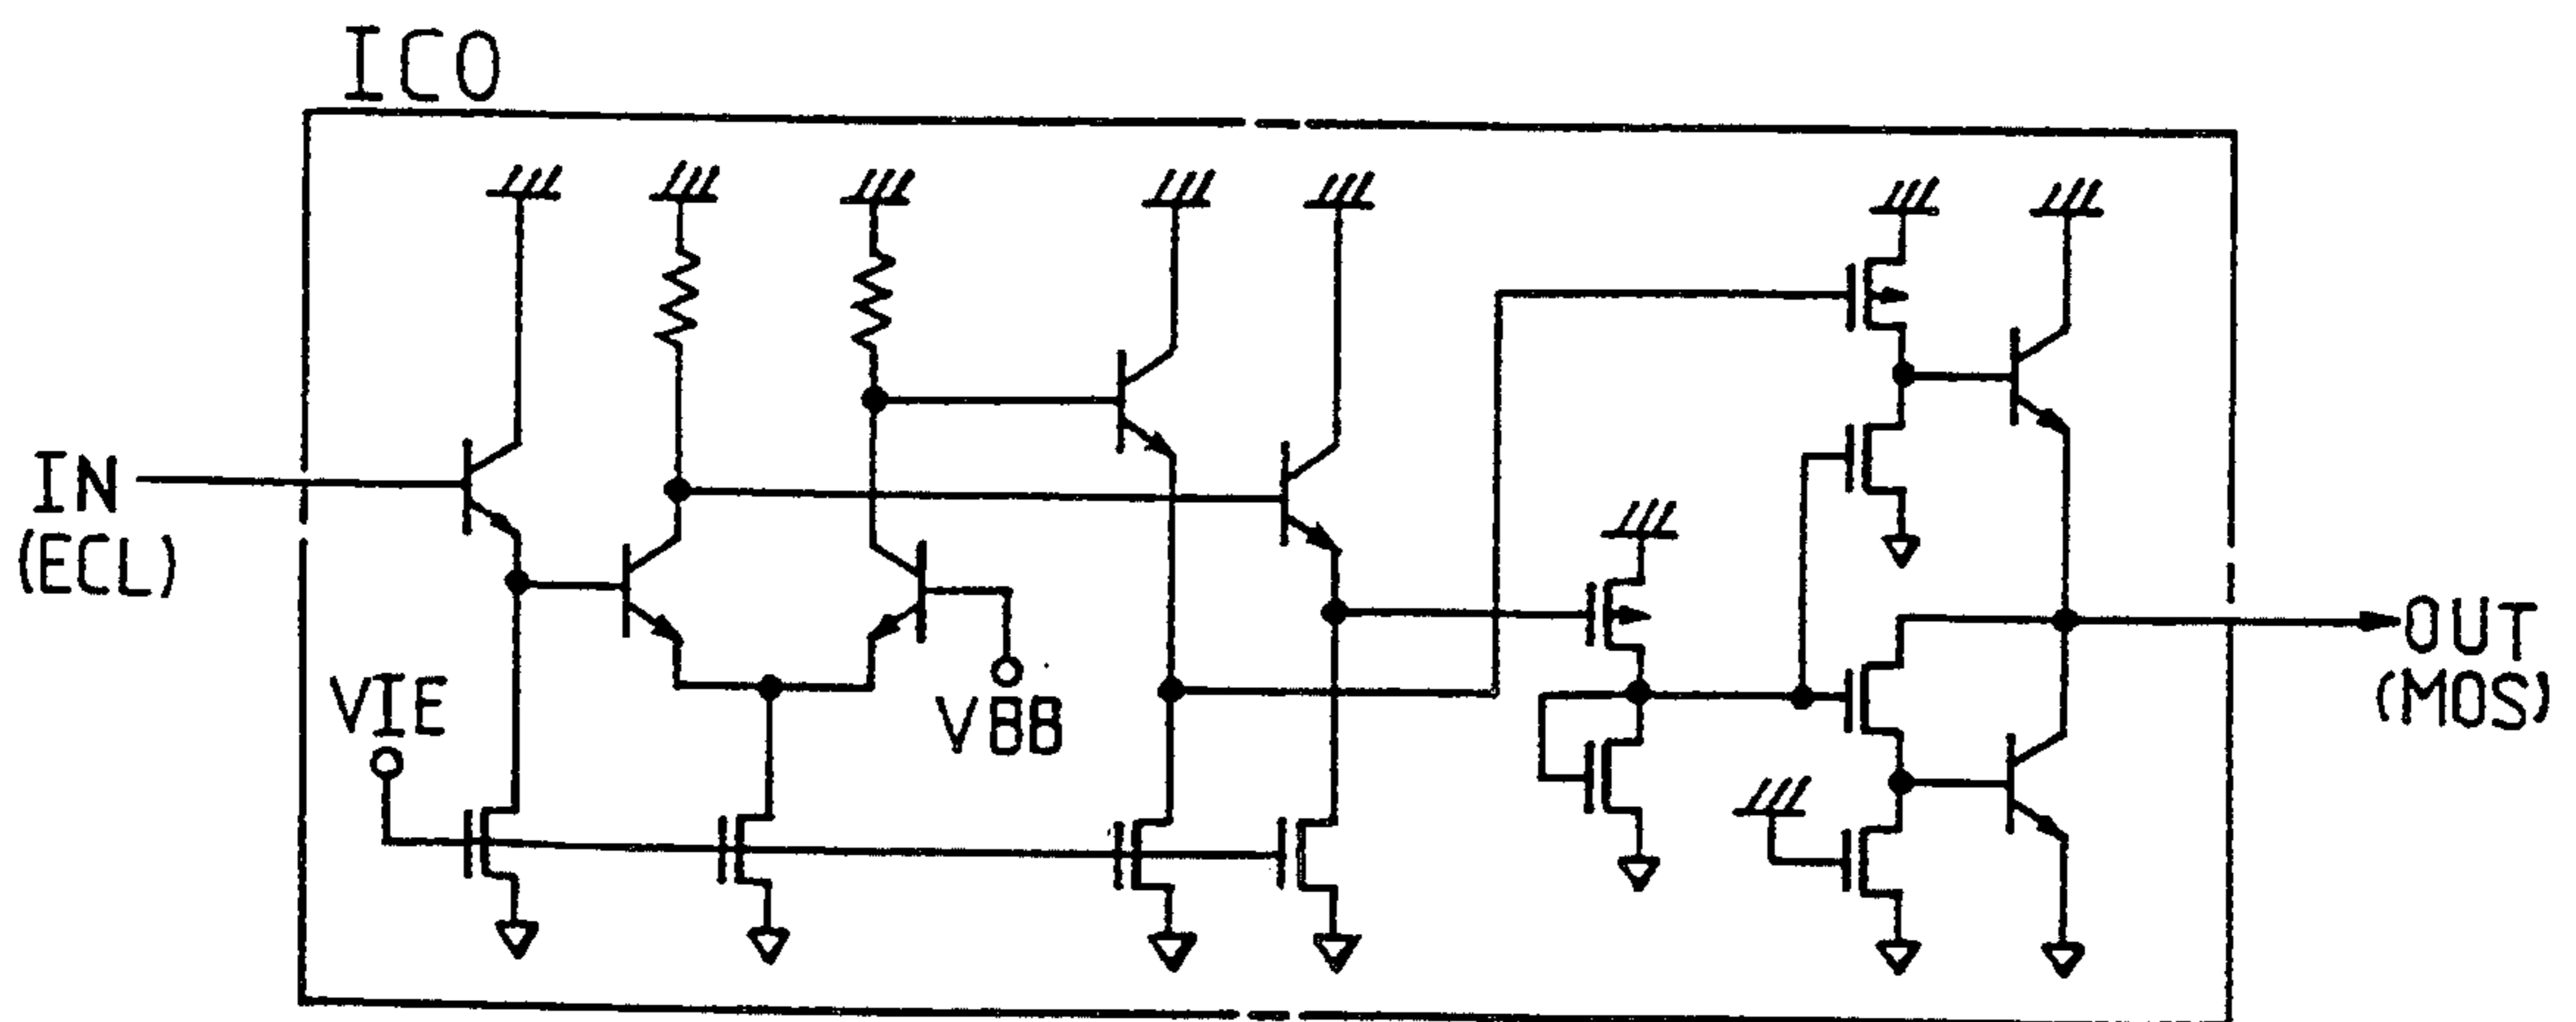 ICO
IN
(ECL)
VIE
VBB
OUT
(MOS)